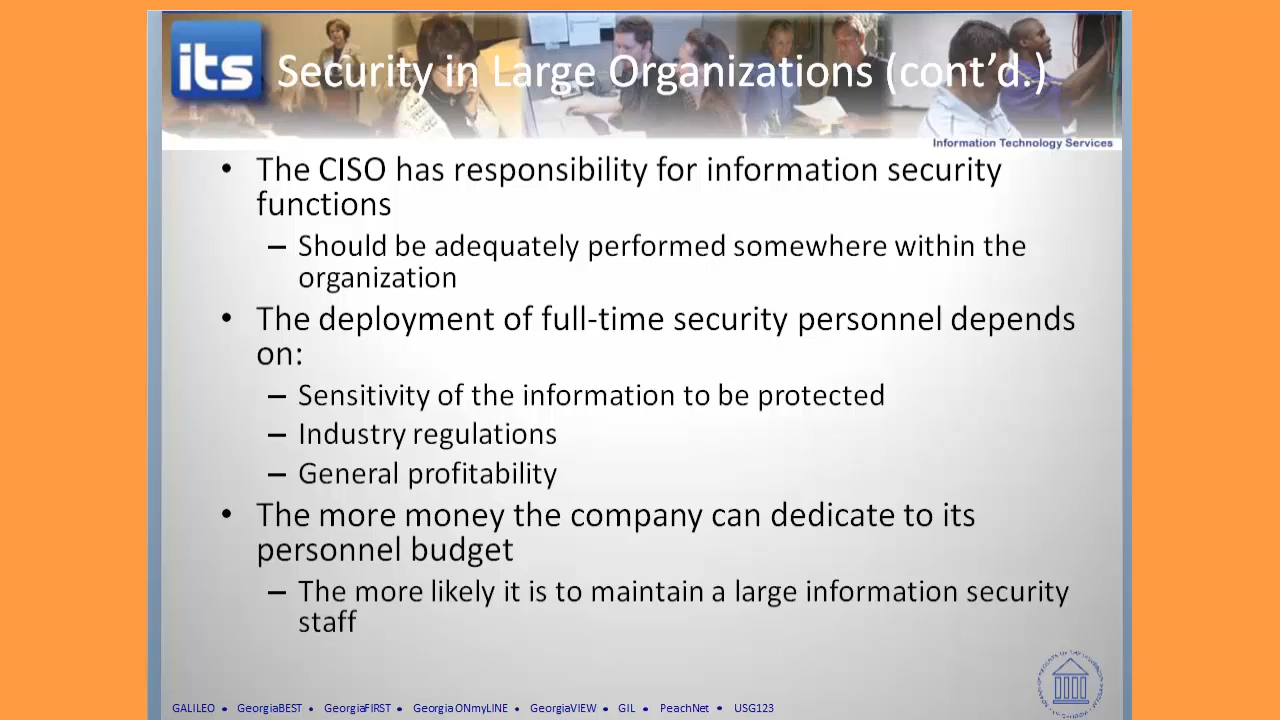 its
Security in Large Organizations (cont’d.)
Information Technology Services
• The CISO has responsibility for information security
functions
– Should be adequately performed somewhere within the
organization
• The deployment of full-time security personnel depends
on:
– Sensitivity of the information to be protected
– Industry regulations
– General profitability
• The more money the company can dedicate to its
personnel budget
– The more likely it is to maintain a large information security
staff
GALILEO • GeorgiaBEST • GeorgiaFIRST • Georgia ONmyLINE • GeorgiaVIEW • GIL • PeachNet • USG123